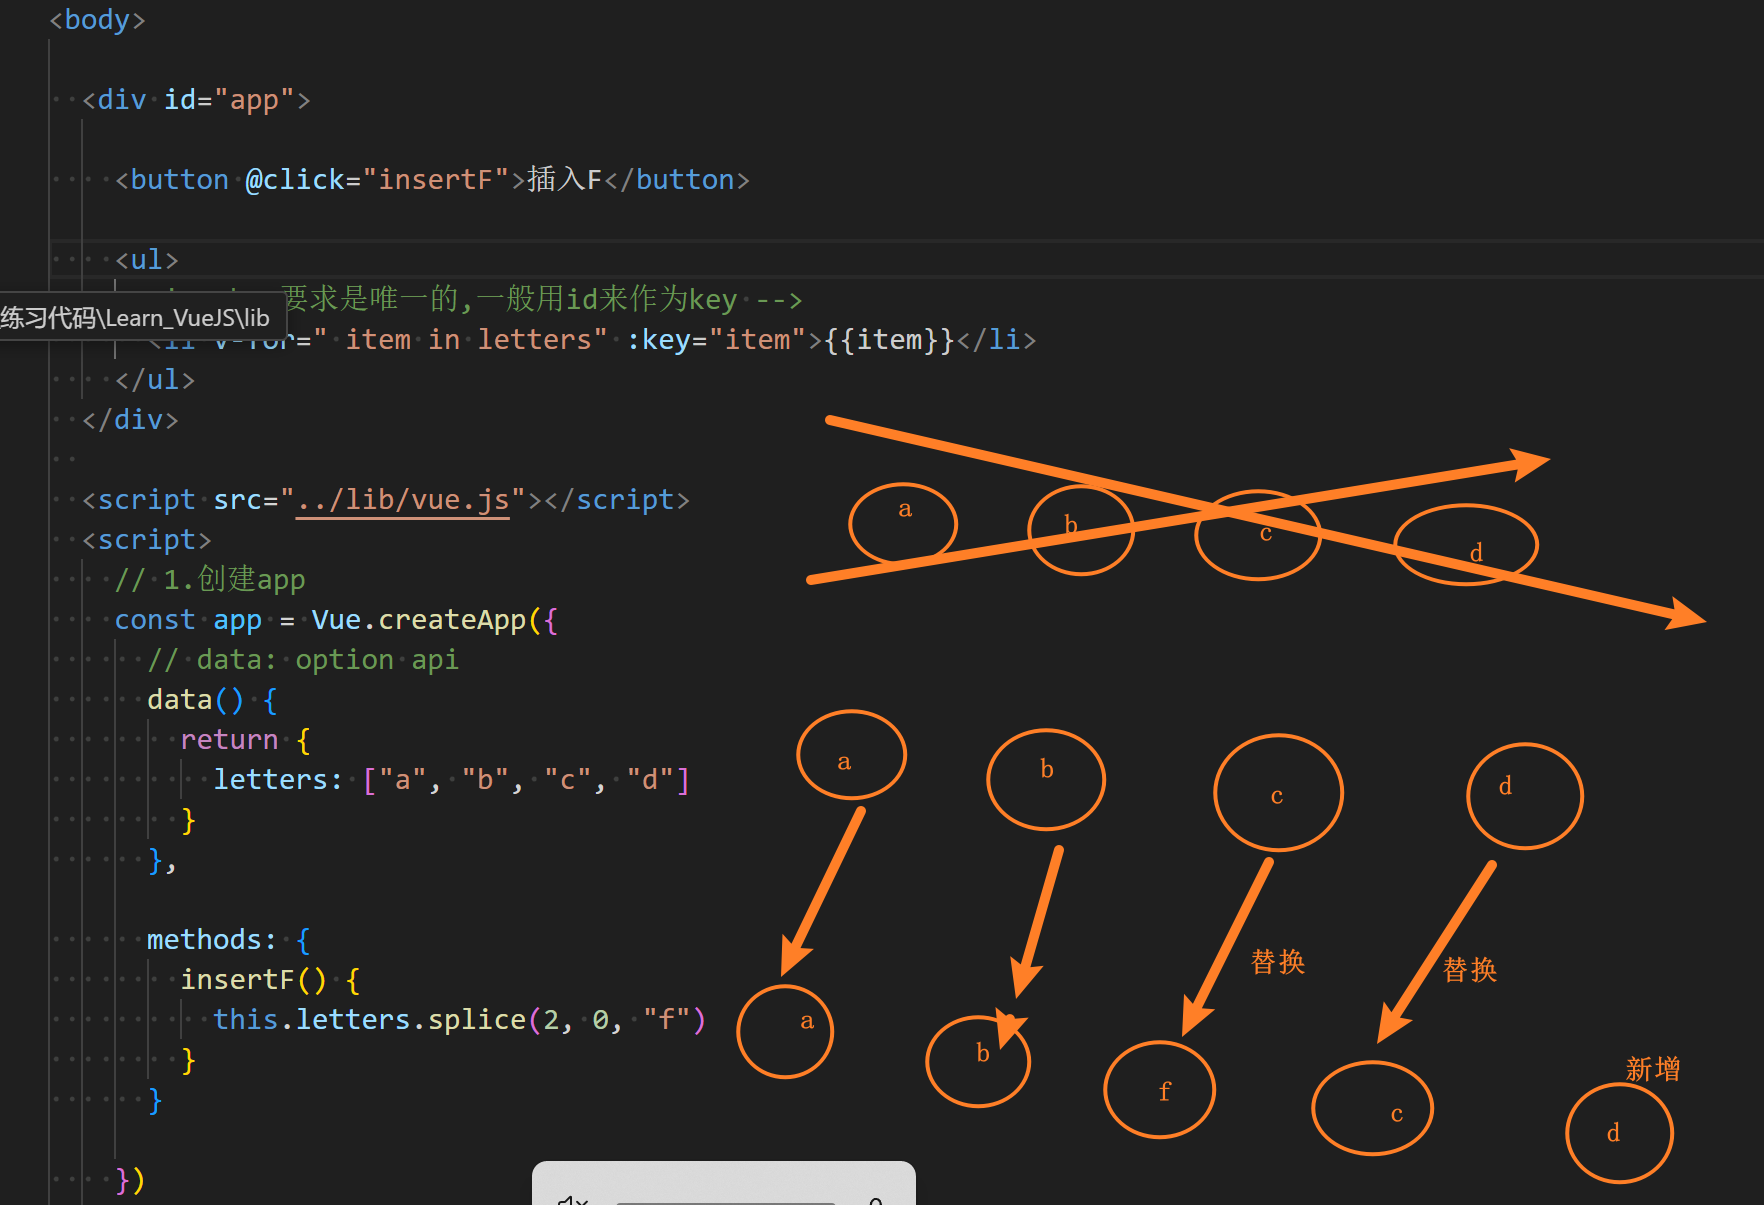 <body>
<div id="app">
<button @click="insertF">插入F</button>
<ul>
要求是唯一的,一般用id来作为key -->
练习代码\Learn_VueJS\lib
<li v-for=" item in letters" :key="item">{{item}}</li>
</ul>
</div>
<script src="../lib/vue.js"></script>
<script>
// 1.创建app
const app = Vue.createApp({
// data: option api
data() {
return {
letters: ["a", "b", "c", "d"]
}
},
methods: {
insertF() {
this.letters.splice(2, 0, "f")
}
}
})
a b c d
a b c d
替换 替换
a b f c d
新增
0